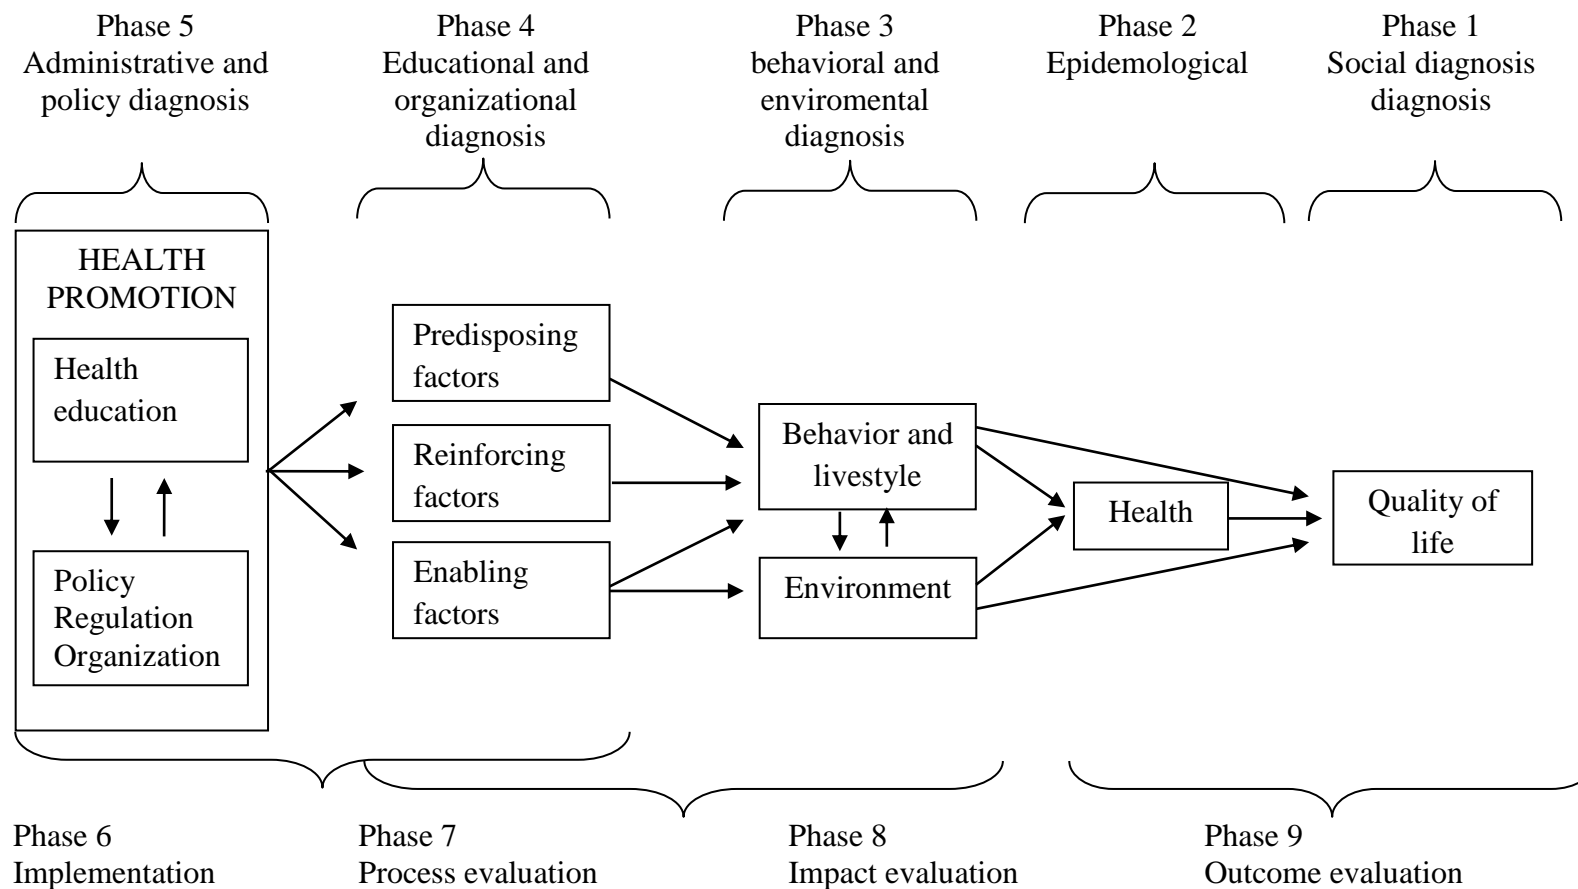 Phase 5
Administrative and
policy diagnosis
Phase 4
Educational and
organizational
diagnosis
Phase 3
behavioral and
enviromental
diagnosis
Phase 2
Epidemological
Phase 1
Social diagnosis
diagnosis
HEALTH
PROMOTION
Health
education
Policy
Regulation
Organization
Predisposing
factors
Reinforcing
factors
Enabling
factors
Behavior and
livestyle
Environment
Health
Quality of
life
Phase 6
Implementation
Phase 7
Process evaluation
Phase 8
Impact evaluation
Phase 9
Outcome evaluation